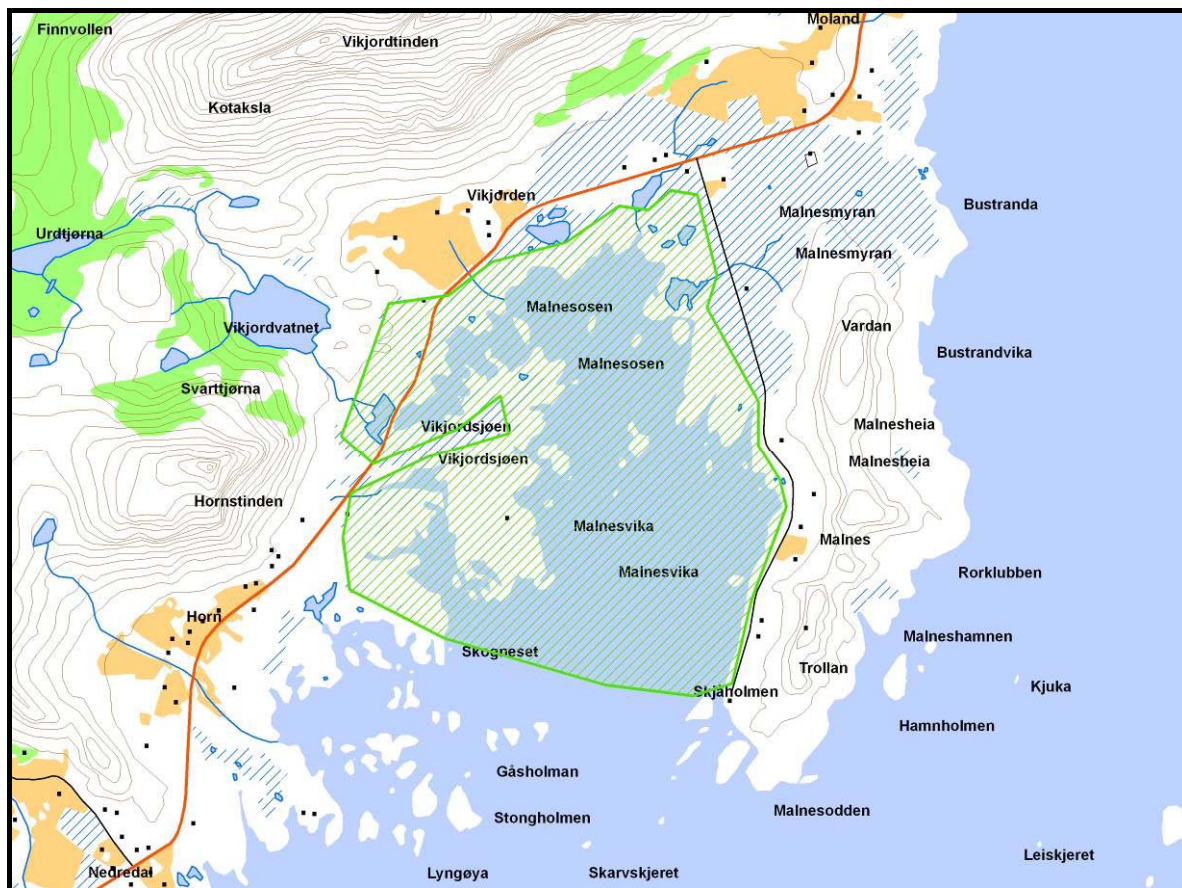 Moland
Finnvollen
Vikjordtinden
Kotaksla
Vikjorden
Bustranda
Malnesmyran
Urdtjørna
Malnesmyran
Malnesosen
Vikjordvatnet
Vardan
Bustrandvika
Malnesosen
Svarttjørna
Vikjordsjøen
Malnesheia
Vikjordsjøen
Malnesheia
Hornstinden
Malnesvika
Malnes
Malnesvika
Rorklubben
Horn
Malneshamnen
Skogneset
Trollan
Kjuka
Skjåholmen
Hamnholmen
Gåsholman
Malnesodden
Stongholmen
Leiskjeret
Nedredal
Lyngøya
Skarvskjeret